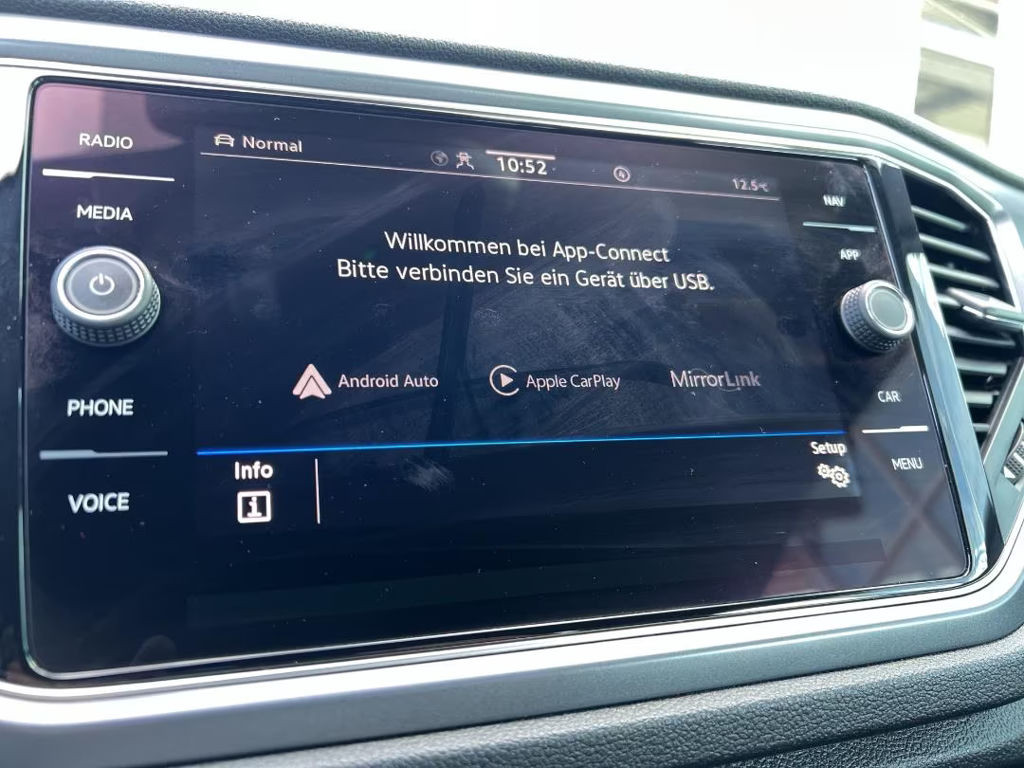 RADIO
MEDIA
PHONE
VOICE
Normal
10:52
12.5°C
Willkommen bei App-Connect
Bitte verbinden Sie ein Gerät über USB.
Android Auto
Apple CarPlay
MirrorLink
Info
i
Setup
NAV
APP
CAR
MENU